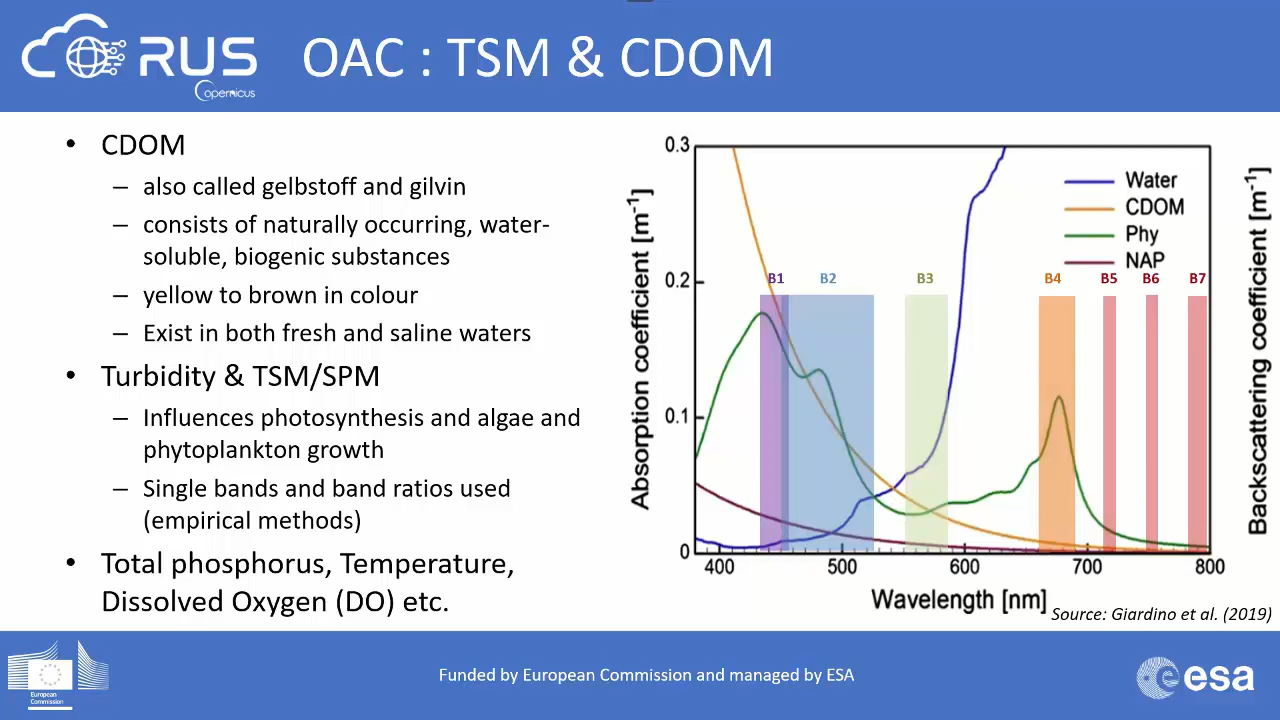 RUS
Copernicus
OAC : TSM & CDOM
• CDOM
– also called gelbstoff and gilvin
– consists of naturally occurring, water-
soluble, biogenic substances
– yellow to brown in colour
– Exist in both fresh and saline waters
• Turbidity & TSM/SPM
– Influences photosynthesis and algae and
phytoplankton growth
– Single bands and band ratios used
(empirical methods)
• Total phosphorus, Temperature,
Dissolved Oxygen (DO) etc.
Absorption coefficient [m⁻¹]
0.3
0.2
0.1
0
Water
CDOM
Phy
NAP
B1 B2 B3 B4 B5 B6 B7
400 500 600 700 800
Wavelength [nm]
Backscattering coefficient [m⁻¹]
Source: Giardino et al. (2019)
European
Commission
Funded by European Commission and managed by ESA
esa